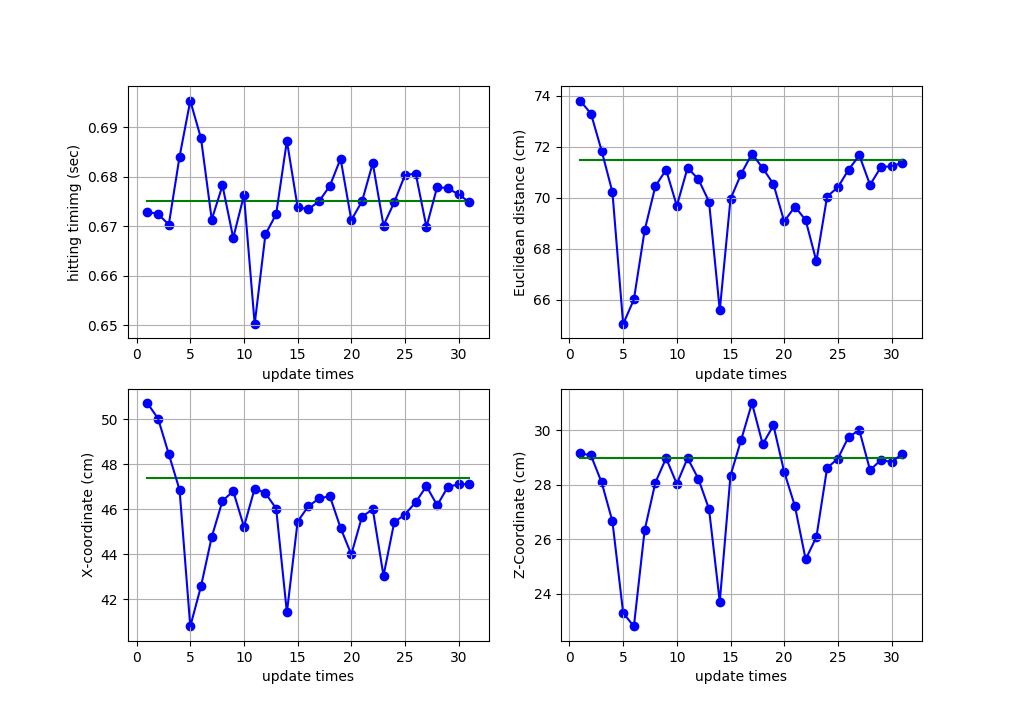 0.69
0.68
0.67
0.66
0.65
hitting timimg (sec)
0 5 10 15 20 25 30
update times
74
72
70
68
66
Euclidean distance (cm)
0 5 10 15 20 25 30
update times
50
48
46
44
42
X-coordinate (cm)
0 5 10 15 20 25 30
update times
30
28
26
24
Z-Coordinate (cm)
0 5 10 15 20 25 30
update times